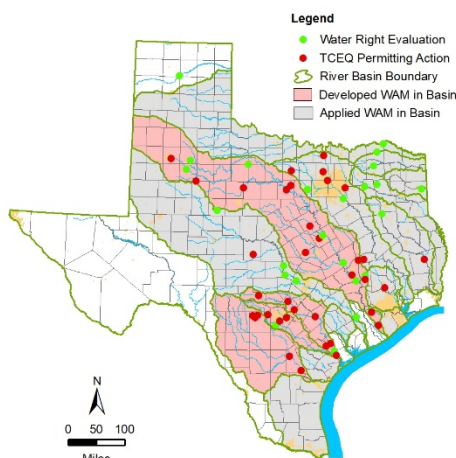 Legend
Water Right Evaluation
TCEQ Permitting Action
River Basin Boundary
Developed WAM in Basin
Applied WAM in Basin
N
0 50 100
Miles